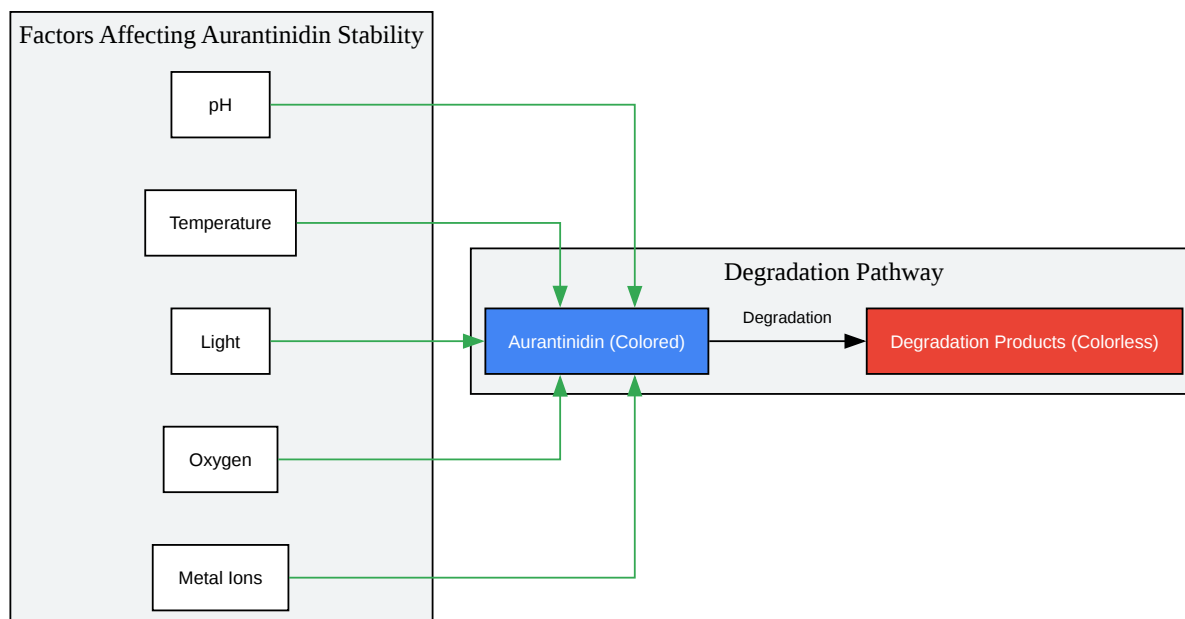 Factors Affecting Aurantinidin Stability
pH
Temperature
Light
Oxygen
Metal Ions
Degradation Pathway
Aurantinidin (Colored)
Degradation
Degradation Products (Colorless)